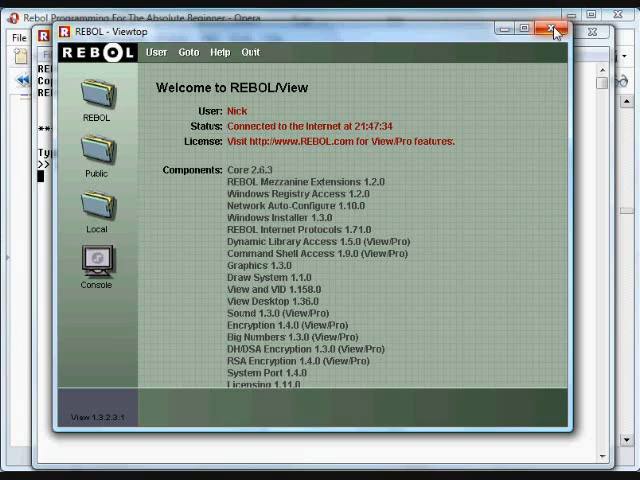 Rebol Programming For The Absolute Beginner - Opera
File
REBOL - Viewtop
REBOL User Goto Help Quit
Welcome to REBOL/View
User: Nick
Status: Connected to the Internet at 21:47:34
License: Visit http://www.REBOL.com for View/Pro features.
Components: Core 2.6.3
REBOL Mezzanine Extensions 1.2.0
Windows Registry Access 1.2.0
Network Auto-Configure 1.10.0
Windows Installer 1.3.0
REBOL Internet Protocols 1.71.0
Dynamic Library Access 1.5.0 (View/Pro)
Command Shell Access 1.9.0 (View/Pro)
Graphics 1.3.0
Draw System 1.1.0
View and VID 1.158.0
View Desktop 1.36.0
Sound 1.3.0 (View/Pro)
Encryption 1.4.0 (View/Pro)
Big Numbers 1.3.0 (View/Pro)
DH/DSA Encryption 1.3.0 (View/Pro)
RSA Encryption 1.4.0 (View/Pro)
System Port 1.4.0
Licensing 1.11.0
REBOL
Public
Local
Console
View 1.3.2.3.1
**
>>